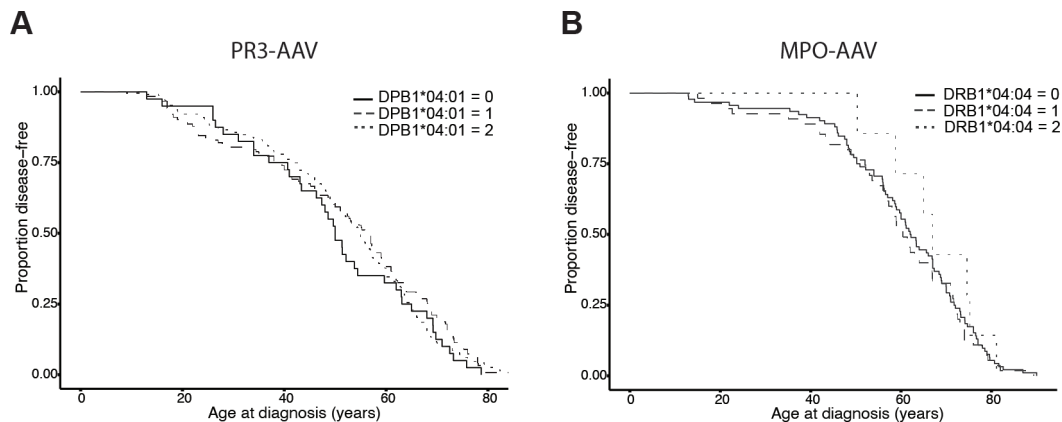 A
PR3-AAV
Proportion disease-free
1.00
0.75
0.50
0.25
0.00
DPB1*04:01 = 0
DPB1*04:01 = 1
DPB1*04:01 = 2
0 20 40 60 80
Age at diagnosis (years)
B
MPO-AAV
Proportion disease-free
1.00
0.75
0.50
0.25
0.00
DRB1*04:04 = 0
DRB1*04:04 = 1
DRB1*04:04 = 2
0 20 40 60 80
Age at diagnosis (years)